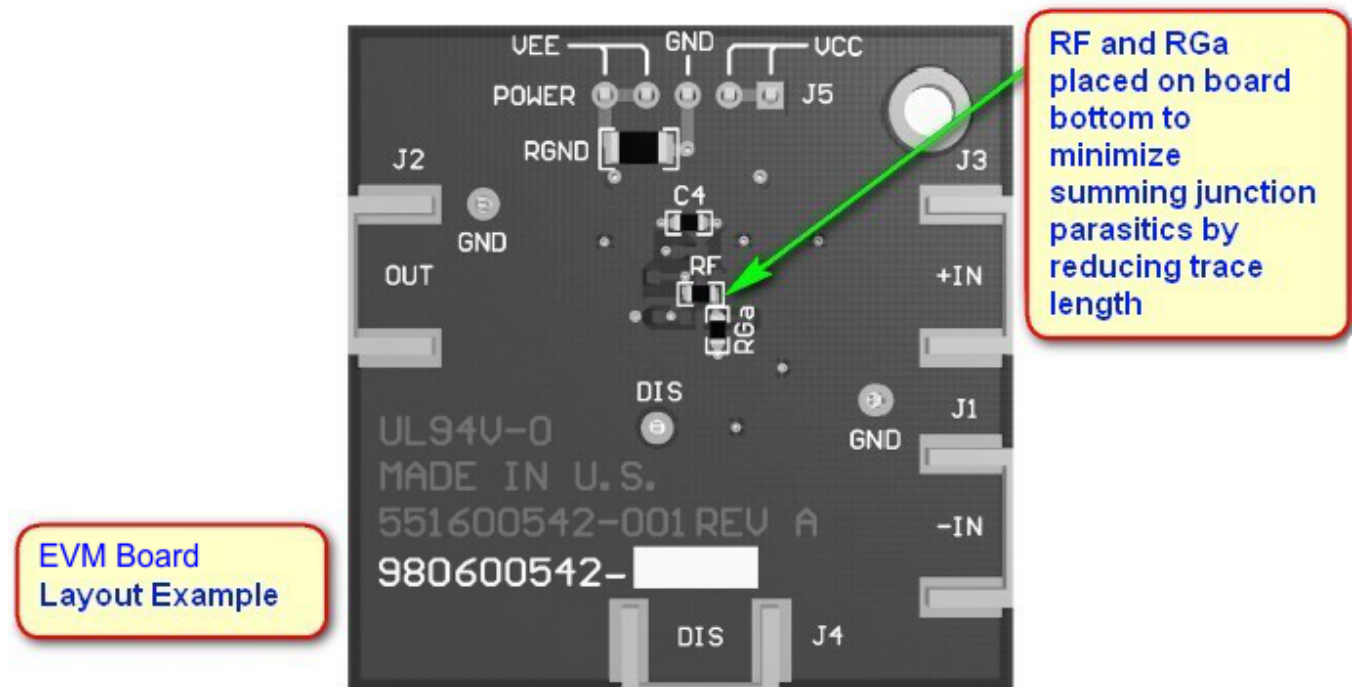 VEE GND VCC
POWER J5
RGND
J2
J3
C4
GND
OUT
RF
+IN
RGa
DIS
J1
GND
UL94V-0
MADE IN U.S.
551600542-001 REV A
-IN
980600542-
DIS
J4
RF and RGa
placed on board
bottom to
minimize
summing junction
parasitics by
reducing trace
length
EVM Board
Layout Example